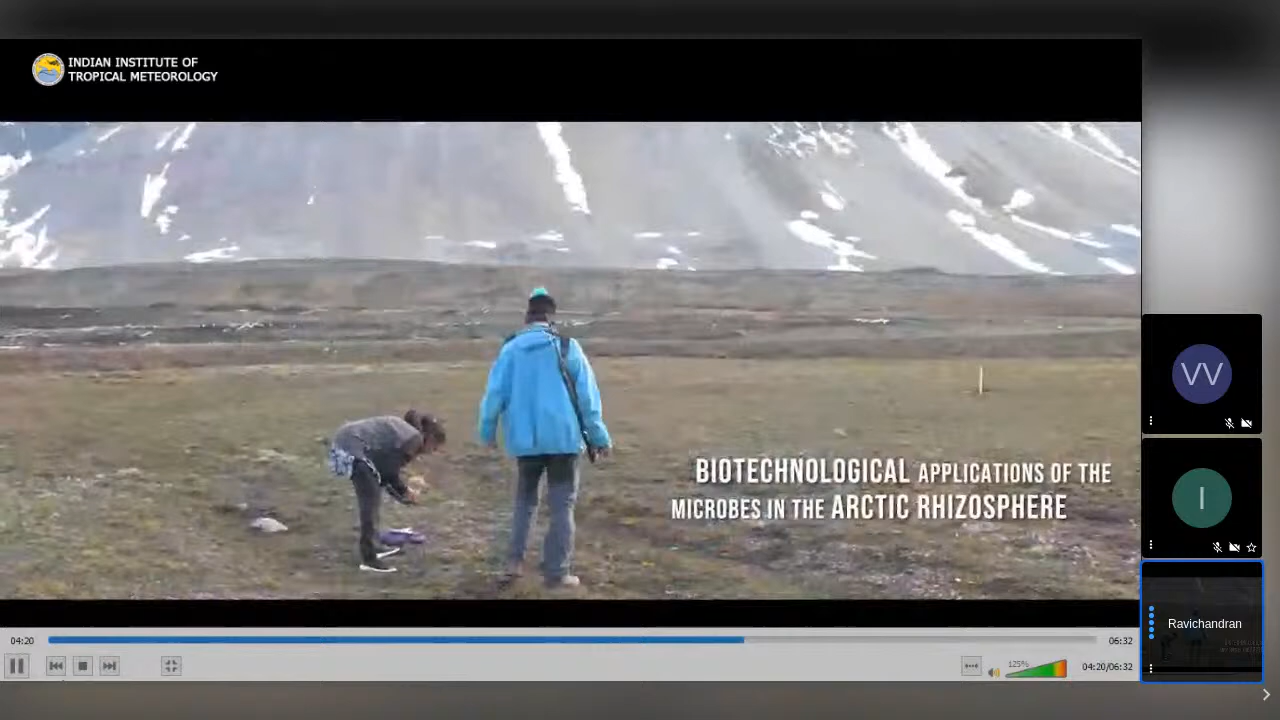 INDIAN INSTITUTE OF
TROPICAL METEOROLOGY
BIOTECHNOLOGICAL APPLICATIONS OF THE
MICROBES IN THE ARCTIC RHIZOSPHERE
04:20
06:32
125%
04:20/06:32
VV
I
Ravichandran